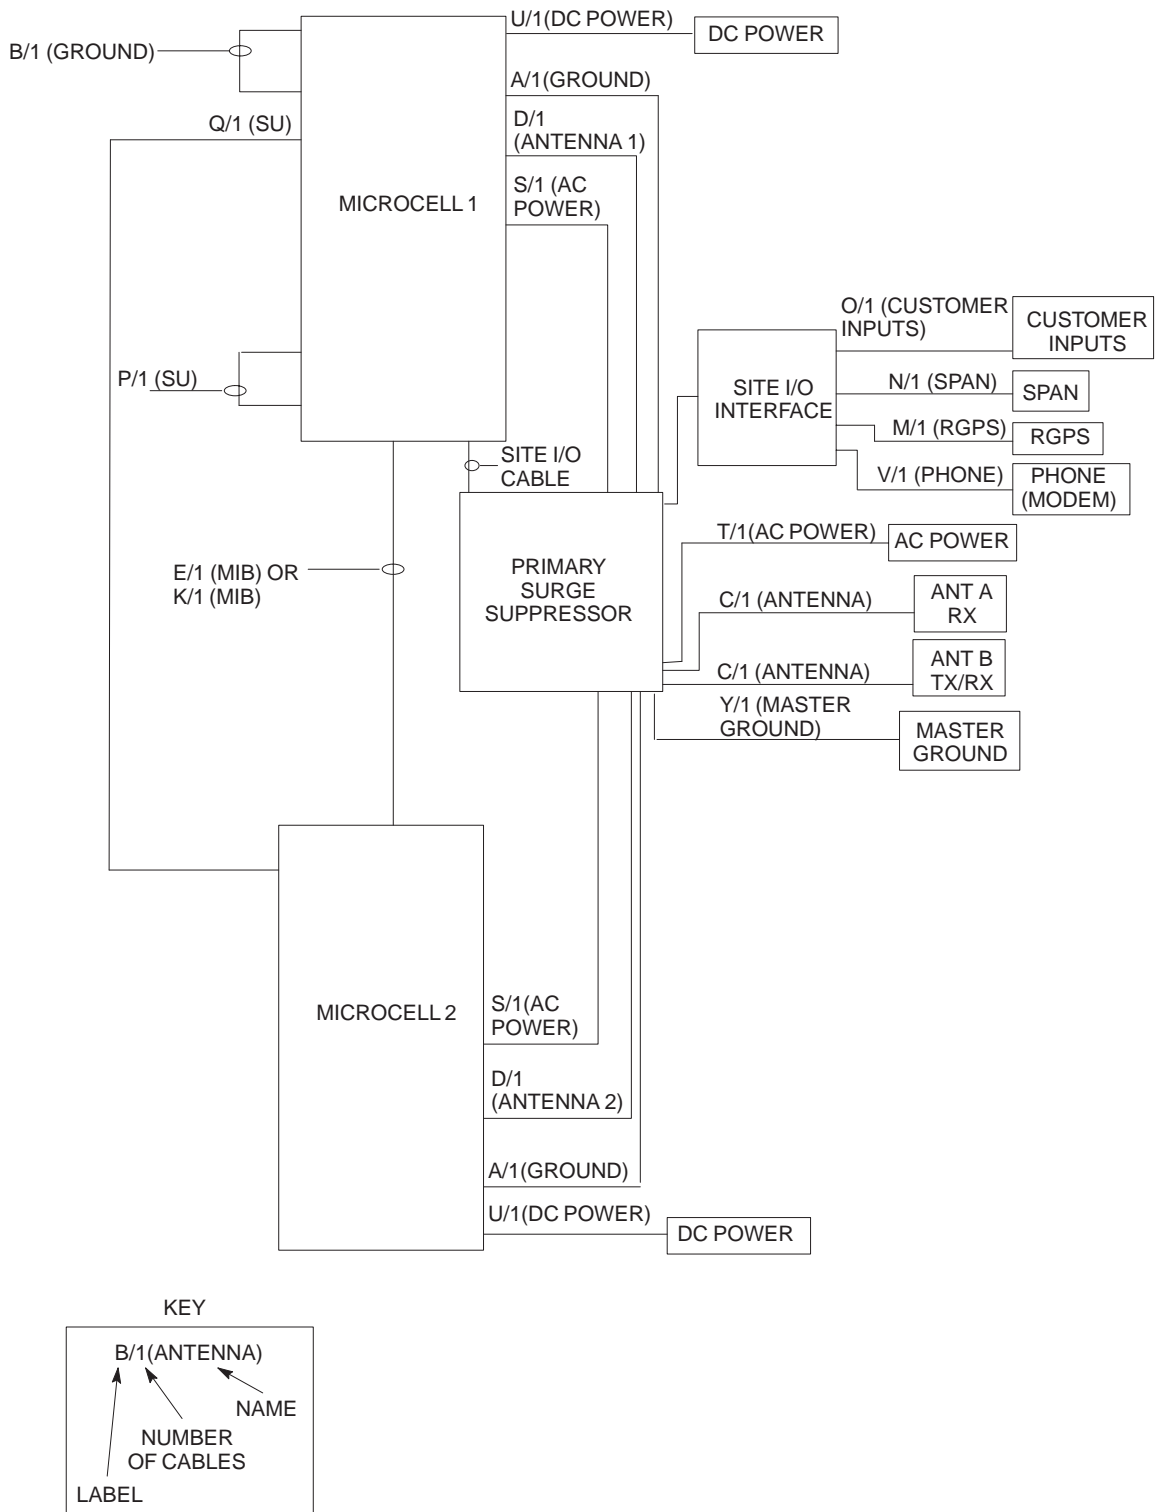 U/1(DC POWER)
DC POWER
B/1 (GROUND)
A/1(GROUND)
Q/1 (SU)
D/1
(ANTENNA 1)
S/1 (AC
POWER)
MICROCELL 1
O/1 (CUSTOMER
INPUTS)
CUSTOMER
INPUTS
P/1 (SU)
SITE I/O
INTERFACE
N/1 (SPAN)
SPAN
M/1 (RGPS)
RGPS
SITE I/O
CABLE
V/1 (PHONE)
PHONE
(MODEM)
T/1(AC POWER)
AC POWER
E/1 (MIB) OR
K/1 (MIB)
PRIMARY
SURGE
SUPPRESSOR
C/1 (ANTENNA)
ANT A
RX
C/1 (ANTENNA)
ANT B
TX/RX
Y/1 (MASTER
GROUND)
MASTER
GROUND
MICROCELL 2
S/1(AC
POWER)
D/1
(ANTENNA 2)
A/1(GROUND)
U/1(DC POWER)
DC POWER
KEY
B/1(ANTENNA)
NAME
NUMBER
OF CABLES
LABEL